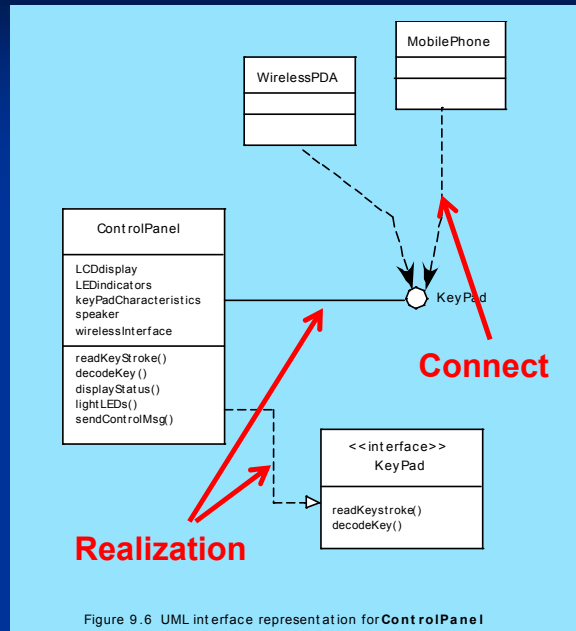 MobilePhone
WirelessPDA
ControlPanel
LCDdisplay
LEDindicators
keyPadCharacteristics
speaker
wirelessInterface
readKeyStroke()
decodeKey()
displayStatus()
lightLEDs()
sendControlMsg()
KeyPad
Connect
<<interface>>
KeyPad
readKeystroke()
decodeKey()
Realization
Figure 9.6 UML interface representation for ControlPanel